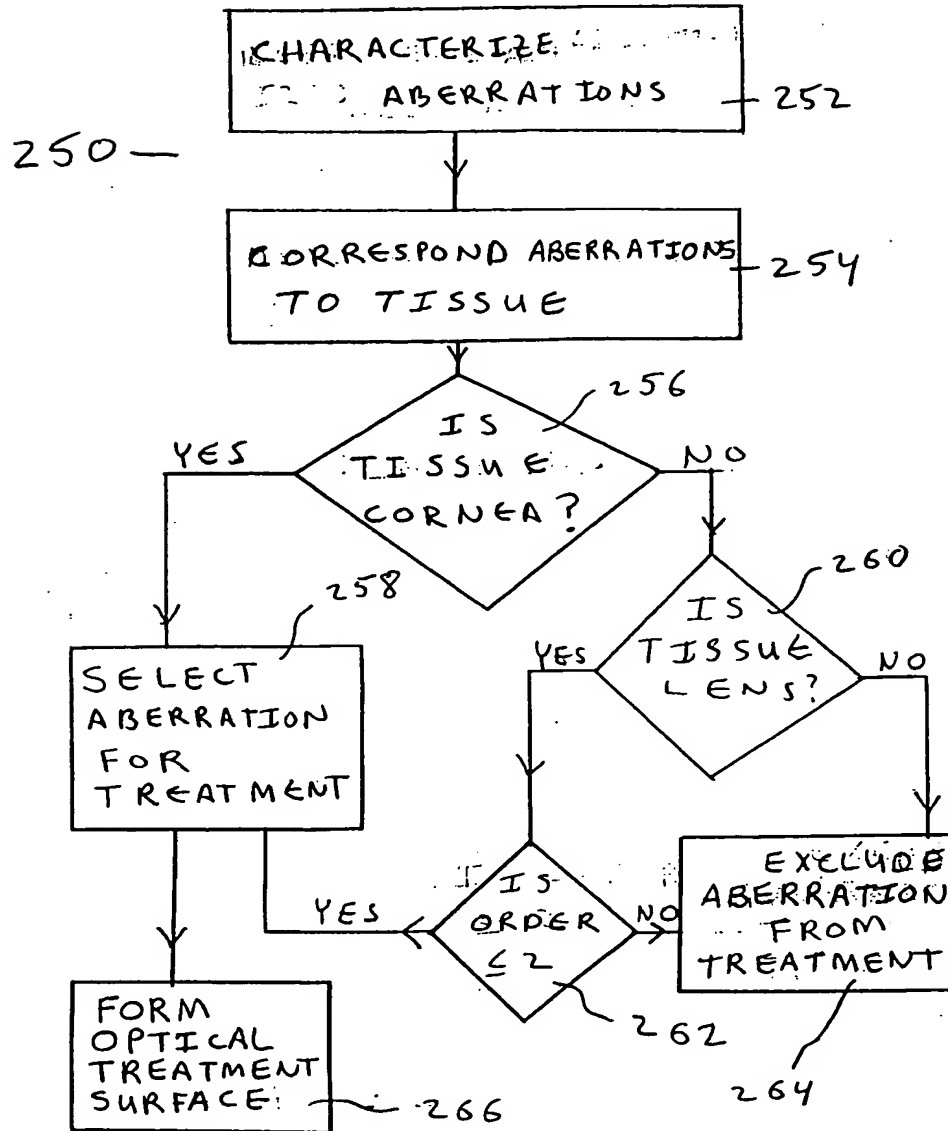 CHARACTERIZE
ABERRATIONS
252
250
CORRESPOND ABERRATIONS
TO TISSUE
254
256
IS
TISSUE
CORNEA?
YES
NO
258
SELECT
ABERRATION
FOR
TREATMENT
260
IS
TISSUE
LENS?
YES
NO
IS
ORDER
≤2
YES
NO
262
EXCLUDE
ABERRATION
FROM
TREATMENT
264
FORM
OPTICAL
TREATMENT
SURFACE
266